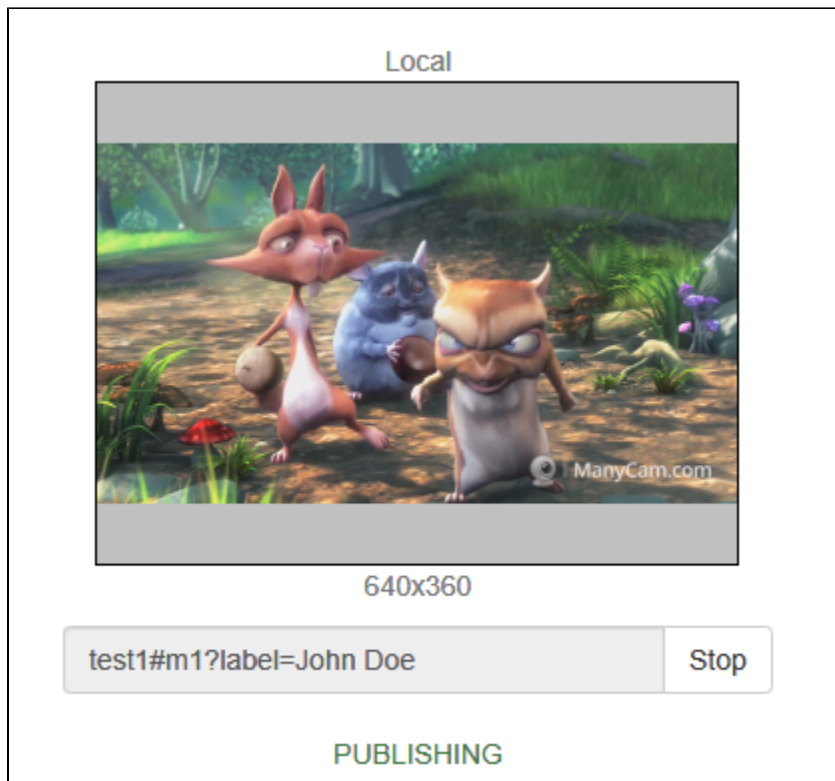 Local
ManyCam.com
640x360
test1#m1?label=John Doe
Stop
PUBLISHING